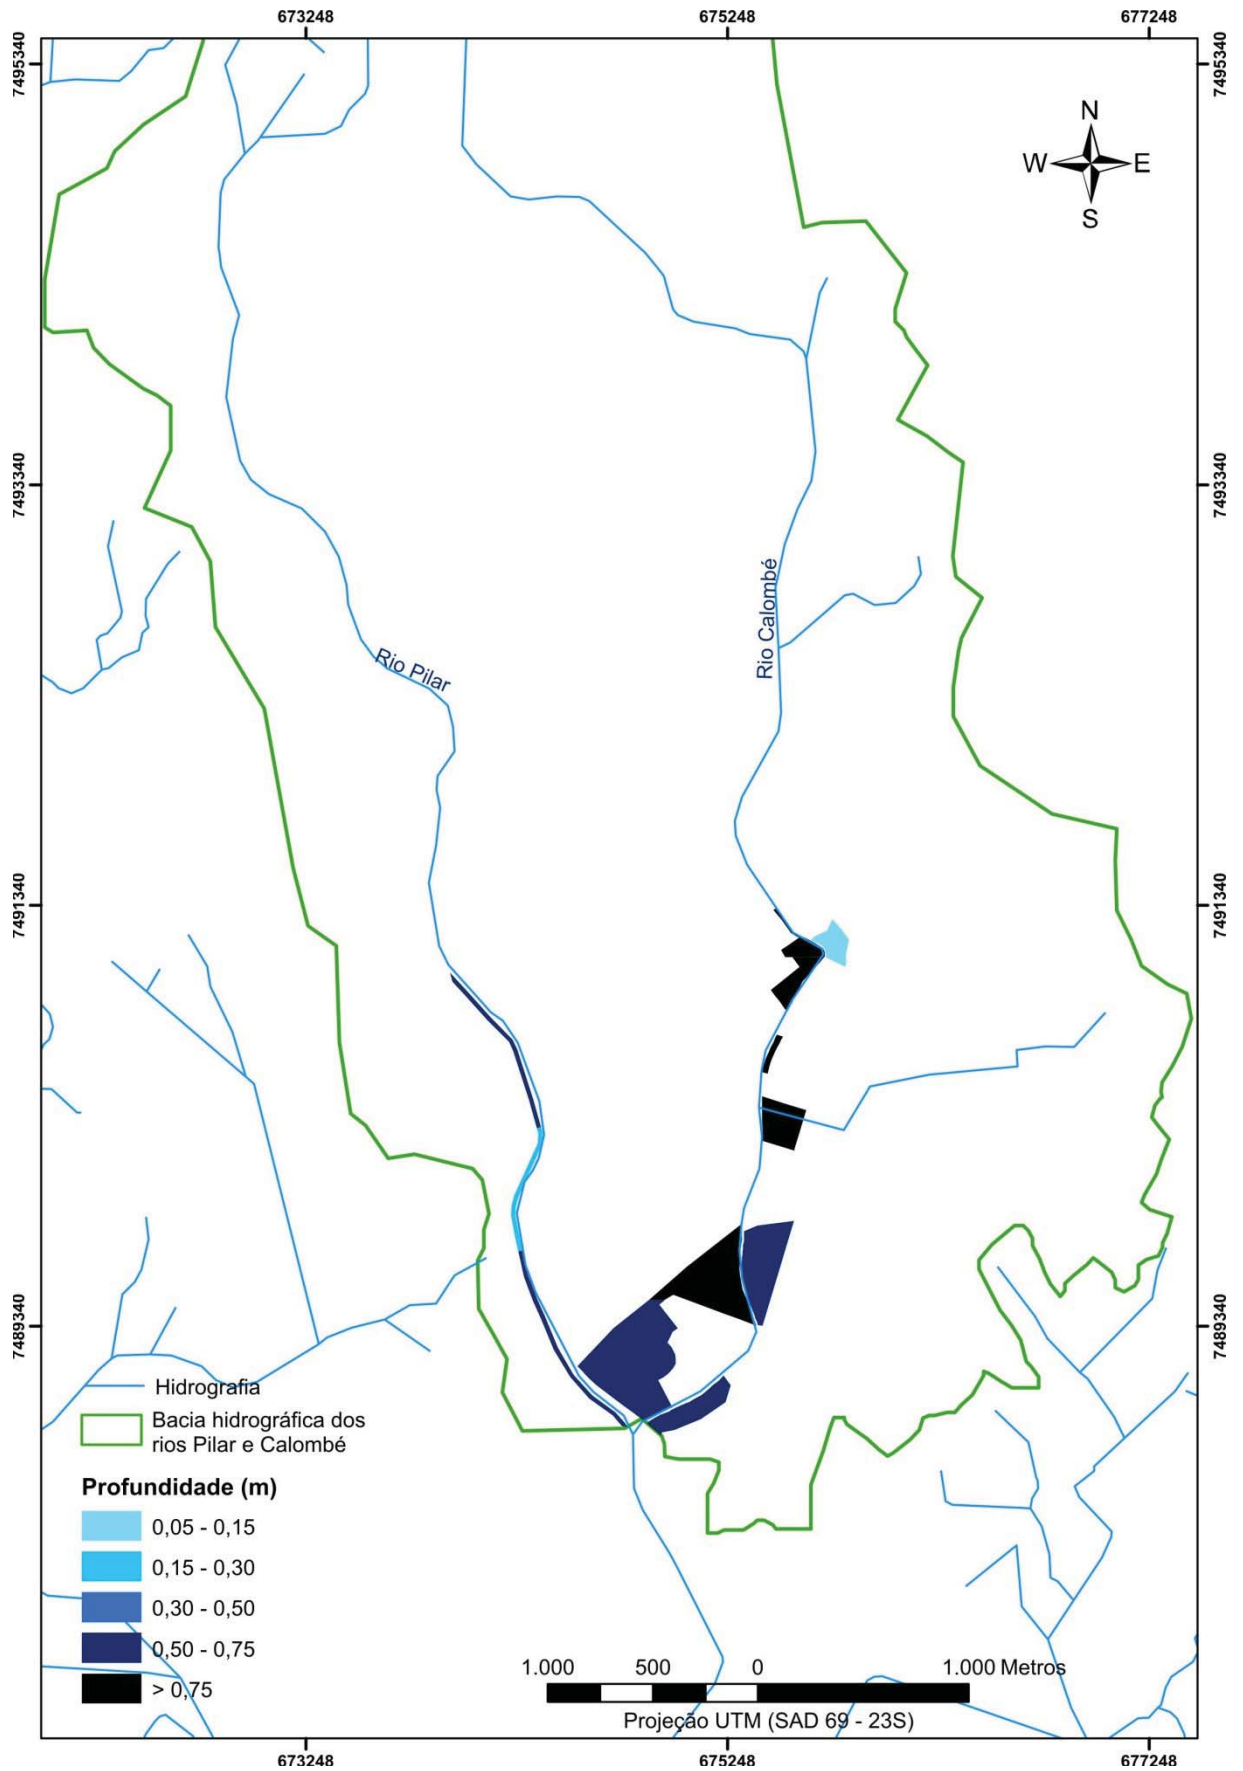 673248
675248
677248
7495340
7495340
N
W
E
S
7493340
7493340
Rio Calombé
Rio Pilar
7491340
7491340
7489340
7489340
Hidrografia
Bacia hidrográfica dos
rios Pilar e Calombé
Profundidade (m)
0,05 - 0,15
0,15 - 0,30
0,30 - 0,50
0,50 - 0,75
> 0,75
1.000 500 0 1.000 Metros
Projeção UTM (SAD 69 - 23S)
673248
675248
677248